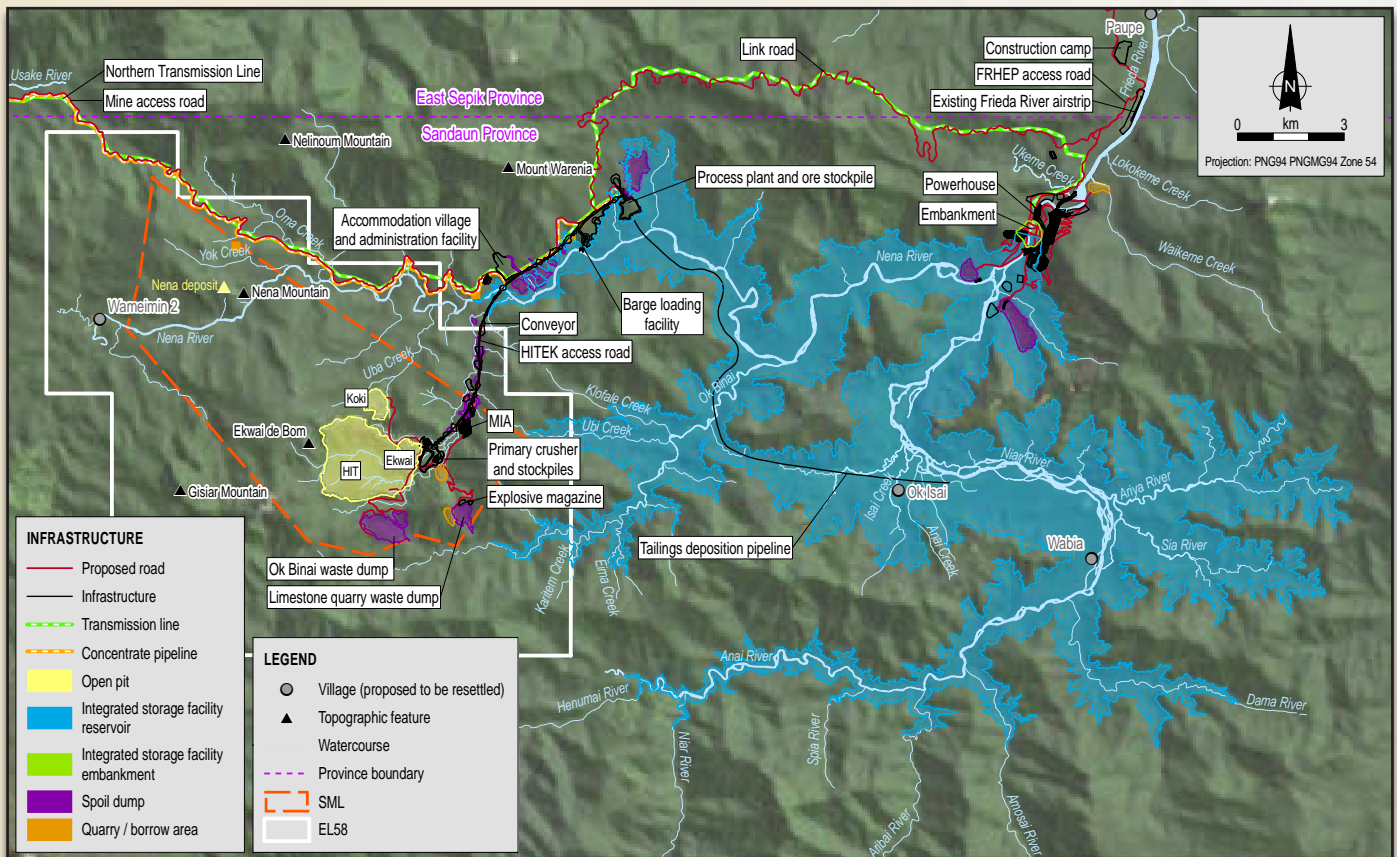 Paupe
Construction camp
FRHEP access road
Existing Frieda River airstrip
Frieda River
N
0 km 3
Projection: PNG94 PNGMG94 Zone 54
Link road
Usake River
Northern Transmission Line
Mine access road
East Sepik Province
Sandaun Province
Nelinoum Mountain
Mount Warenia
Process plant and ore stockpile
Ukeme Creek
Lokokeme Creek
Powerhouse
Embankment
Waikeme Creek
Accommodation village
and administration facility
Oma Creek
Yok Creek
Nena deposit
Nena Mountain
Wameimin 2
Nena River
Nena River
Barge loading
facility
Conveyor
HITEK access road
Uba Creek
Koki
Ekwai de Bom
Ekwai
HIT
MIA
Primary crusher
and stockpiles
Explosive magazine
Klofale Creek
Ubi Creek
Ok Binai
Gisiar Mountain
Niar River
Isai Creek
Ok Isai
Anai Creek
Wabia
Sia River
Tailings deposition pipeline
Ok Binai waste dump
Limestone quarry waste dump
Karitem Creek
Eima Creek
Anai River
Henumai River
Niar River
Spia River
Dama River
Amosai River
INFRASTRUCTURE
Proposed road
Infrastructure
Transmission line
Concentrate pipeline
Open pit
Integrated storage facility
reservoir
Integrated storage facility
embankment
Spoil dump
Quarry / borrow area
LEGEND
Village (proposed to be resettled)
Topographic feature
Watercourse
Province boundary
SML
EL58